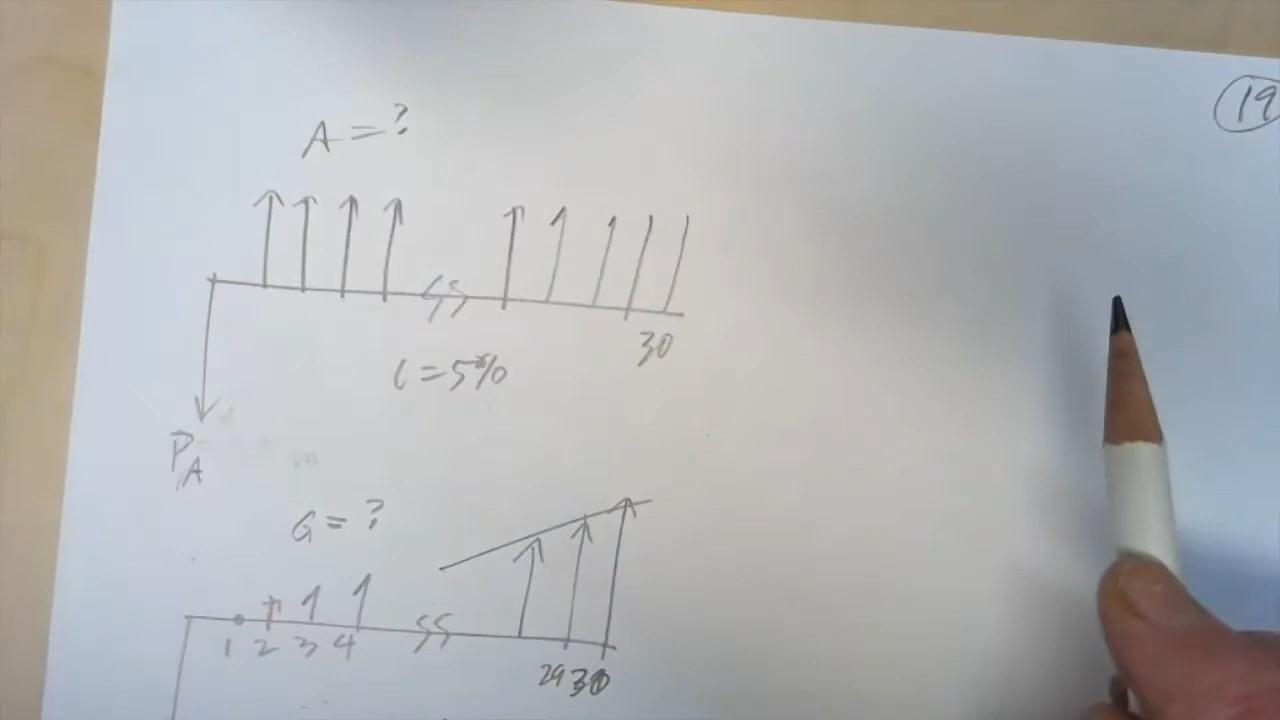 19
A = ?
30
i = 5%
P_A
G = ?
1 2 3 4
29 30